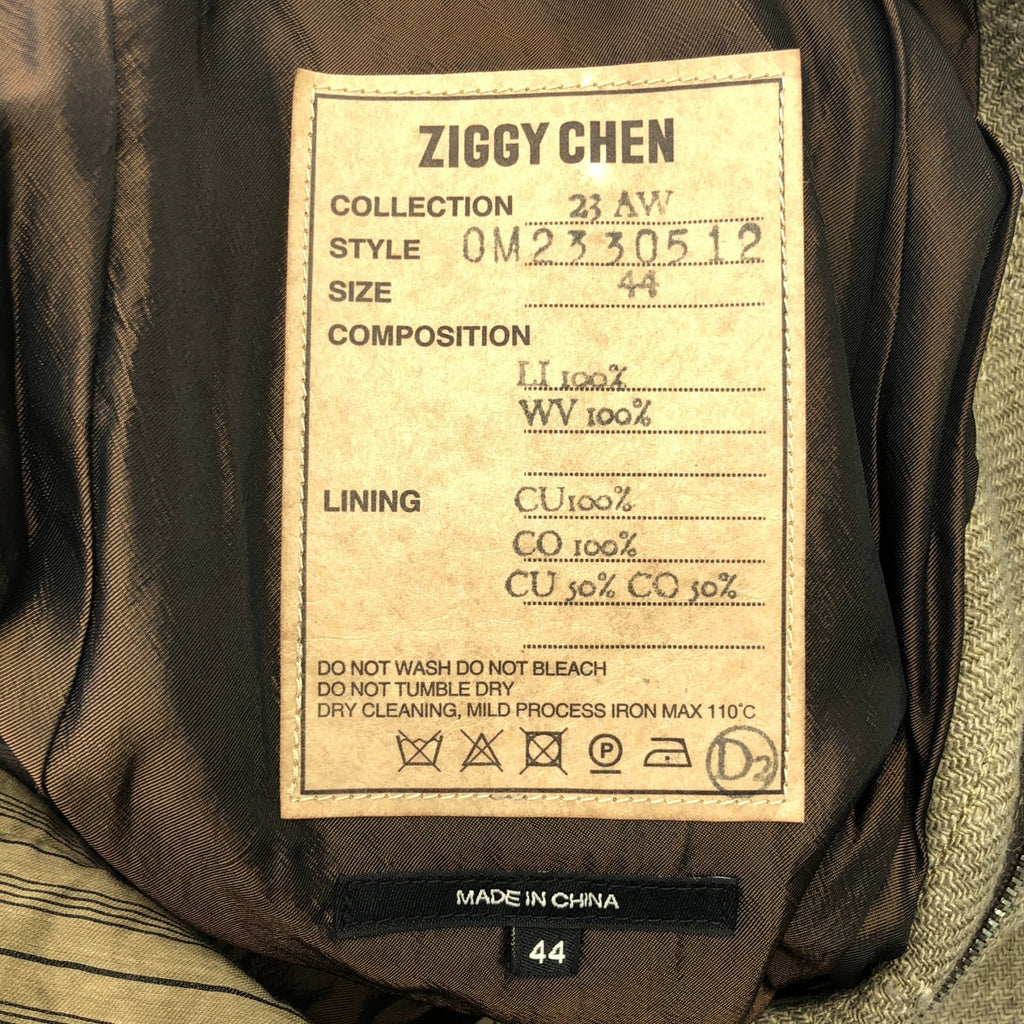 ZIGGY CHEN
COLLECTION 23 AW
STYLE 0M2330512
SIZE 44
COMPOSITION
LI 100%
WV 100%
LINING CU 100%
CO 100%
CU 50% CO 50%
DO NOT WASH DO NOT BLEACH
DO NOT TUMBLE DRY
DRY CLEANING, MILD PROCESS IRON MAX 110°C
P D2
MADE IN CHINA
44